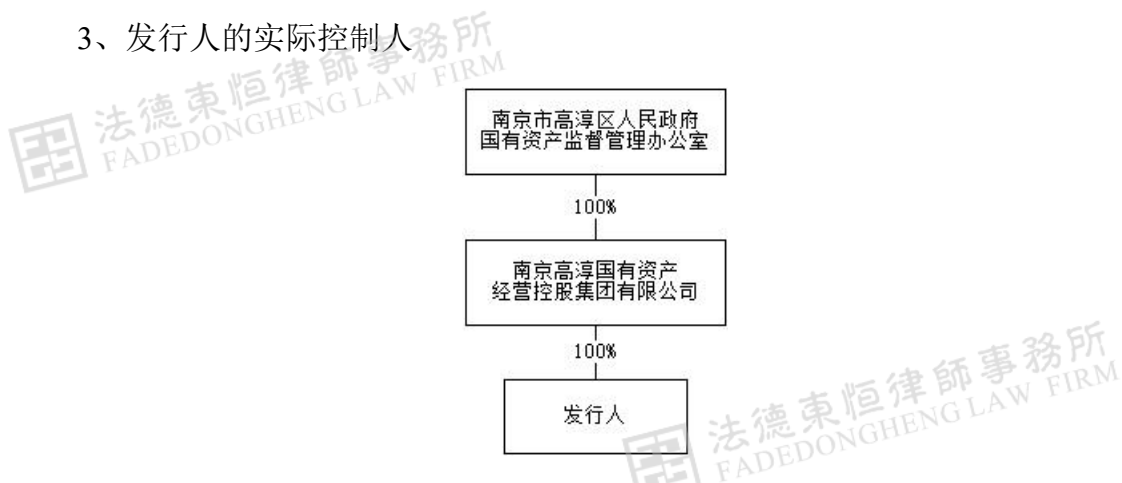 3、发行人的实际控制人
法德東恒律師事務所
FADEDONGHENG LAW FIRM
南京市高淳区人民政府
国有资产监督管理办公室
100%
南京高淳国有资产
经营控股集团有限公司
100%
发行人
法德東恒律師事務所
FADEDONGHENG LAW FIRM